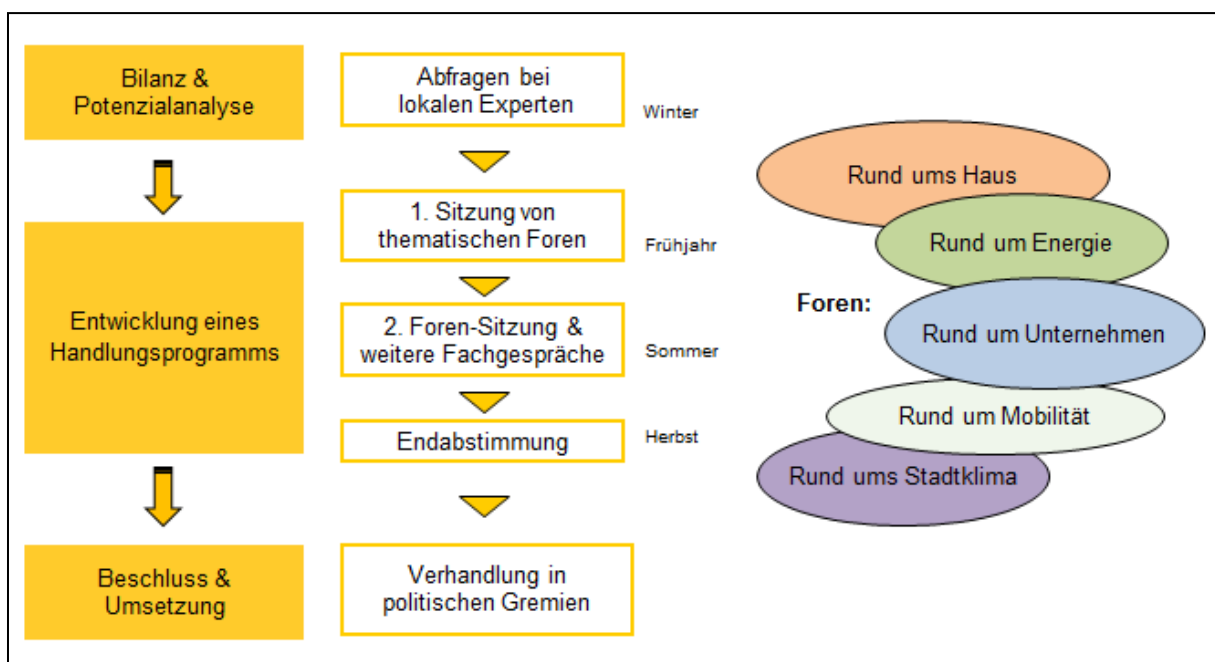 Bilanz &
Potenzialanalyse
Entwicklung eines
Handlungsprogramms
Beschluss &
Umsetzung
Abfragen bei
lokalen Experten
Winter
1. Sitzung von
thematischen Foren
Frühjahr
2. Foren-Sitzung &
weitere Fachgespräche
Sommer
Endabstimmung
Herbst
Verhandlung in
politischen Gremien
Foren:
Rund ums Haus
Rund um Energie
Rund um Unternehmen
Rund um Mobilität
Rund ums Stadtklima